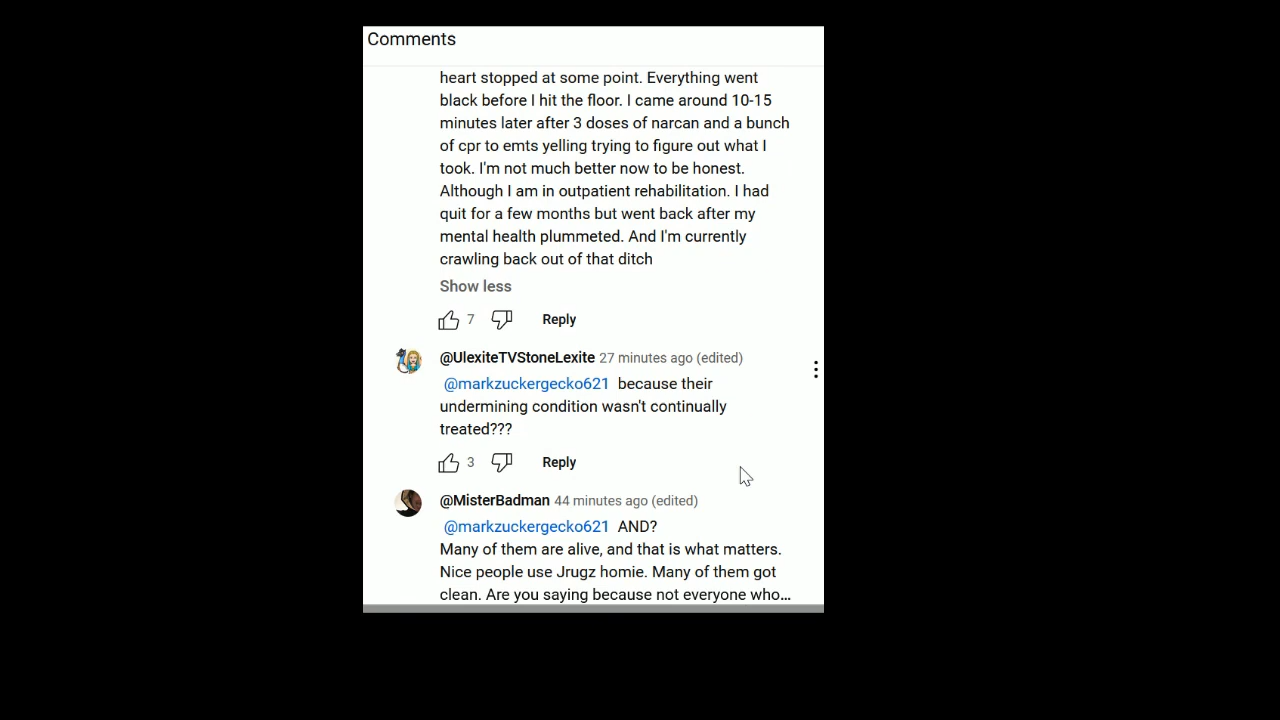 Comments
heart stopped at some point. Everything went
black before I hit the floor. I came around 10-15
minutes later after 3 doses of narcan and a bunch
of cpr to emts yelling trying to figure out what I
took. I'm not much better now to be honest.
Although I am in outpatient rehabilitation. I had
quit for a few months but went back after my
mental health plummeted. And I'm currently
crawling back out of that ditch
Show less
7 Reply
@UlexiteTVStoneLexite 27 minutes ago (edited)
@markzuckergecko621 because their
undermining condition wasn't continually
treated???
3 Reply
@MisterBadman 44 minutes ago (edited)
@markzuckergecko621 AND?
Many of them are alive, and that is what matters.
Nice people use Jrugz homie. Many of them got
clean. Are you saying because not everyone who...